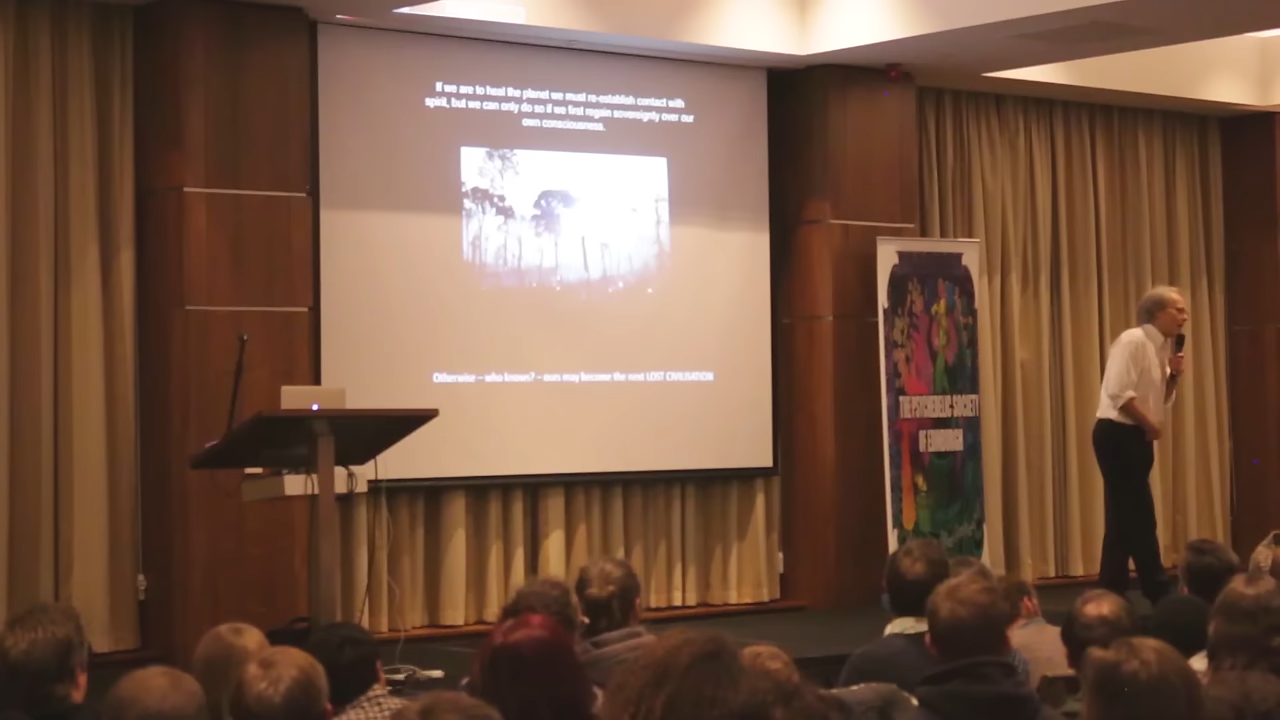 If we are to heal the planet we must re-establish contact with
spirit, but we can only do so if we first regain sovereignty over our
own consciousness.
Otherwise – who knows? – ours may become the next LOST CIVILISATION
THE PSYCHEDELIC SOCIETY
OF EDINBURGH